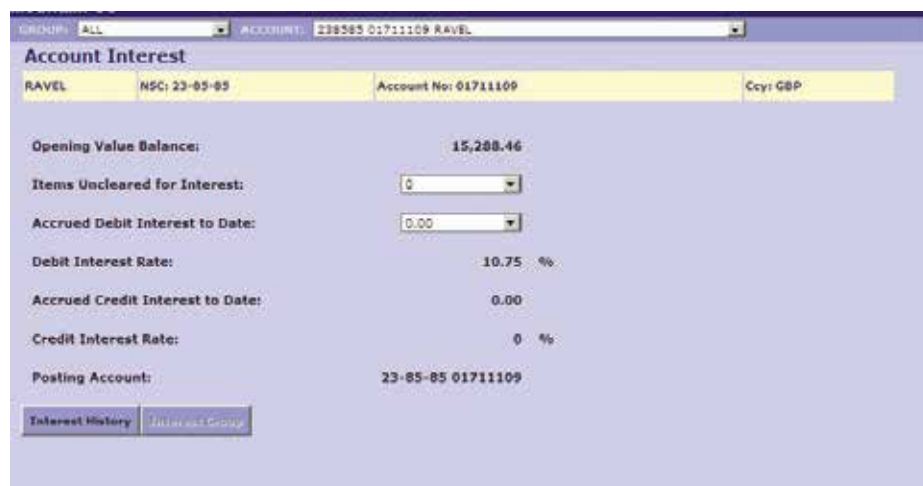 GROUP: ALL ACCOUNT: 238585 01711109 RAVEL
Account Interest
RAVEL NSC: 23-85-85 Account No: 01711109 Ccy: GBP
Opening Value Balance: 15,288.46
Items Uncleared for Interest: 0
Accrued Debit Interest to Date: 0.00
Debit Interest Rate: 10.75 %
Accrued Credit Interest to Date: 0.00
Credit Interest Rate: 0 %
Posting Account: 23-85-85 01711109
Interest History Interest Group